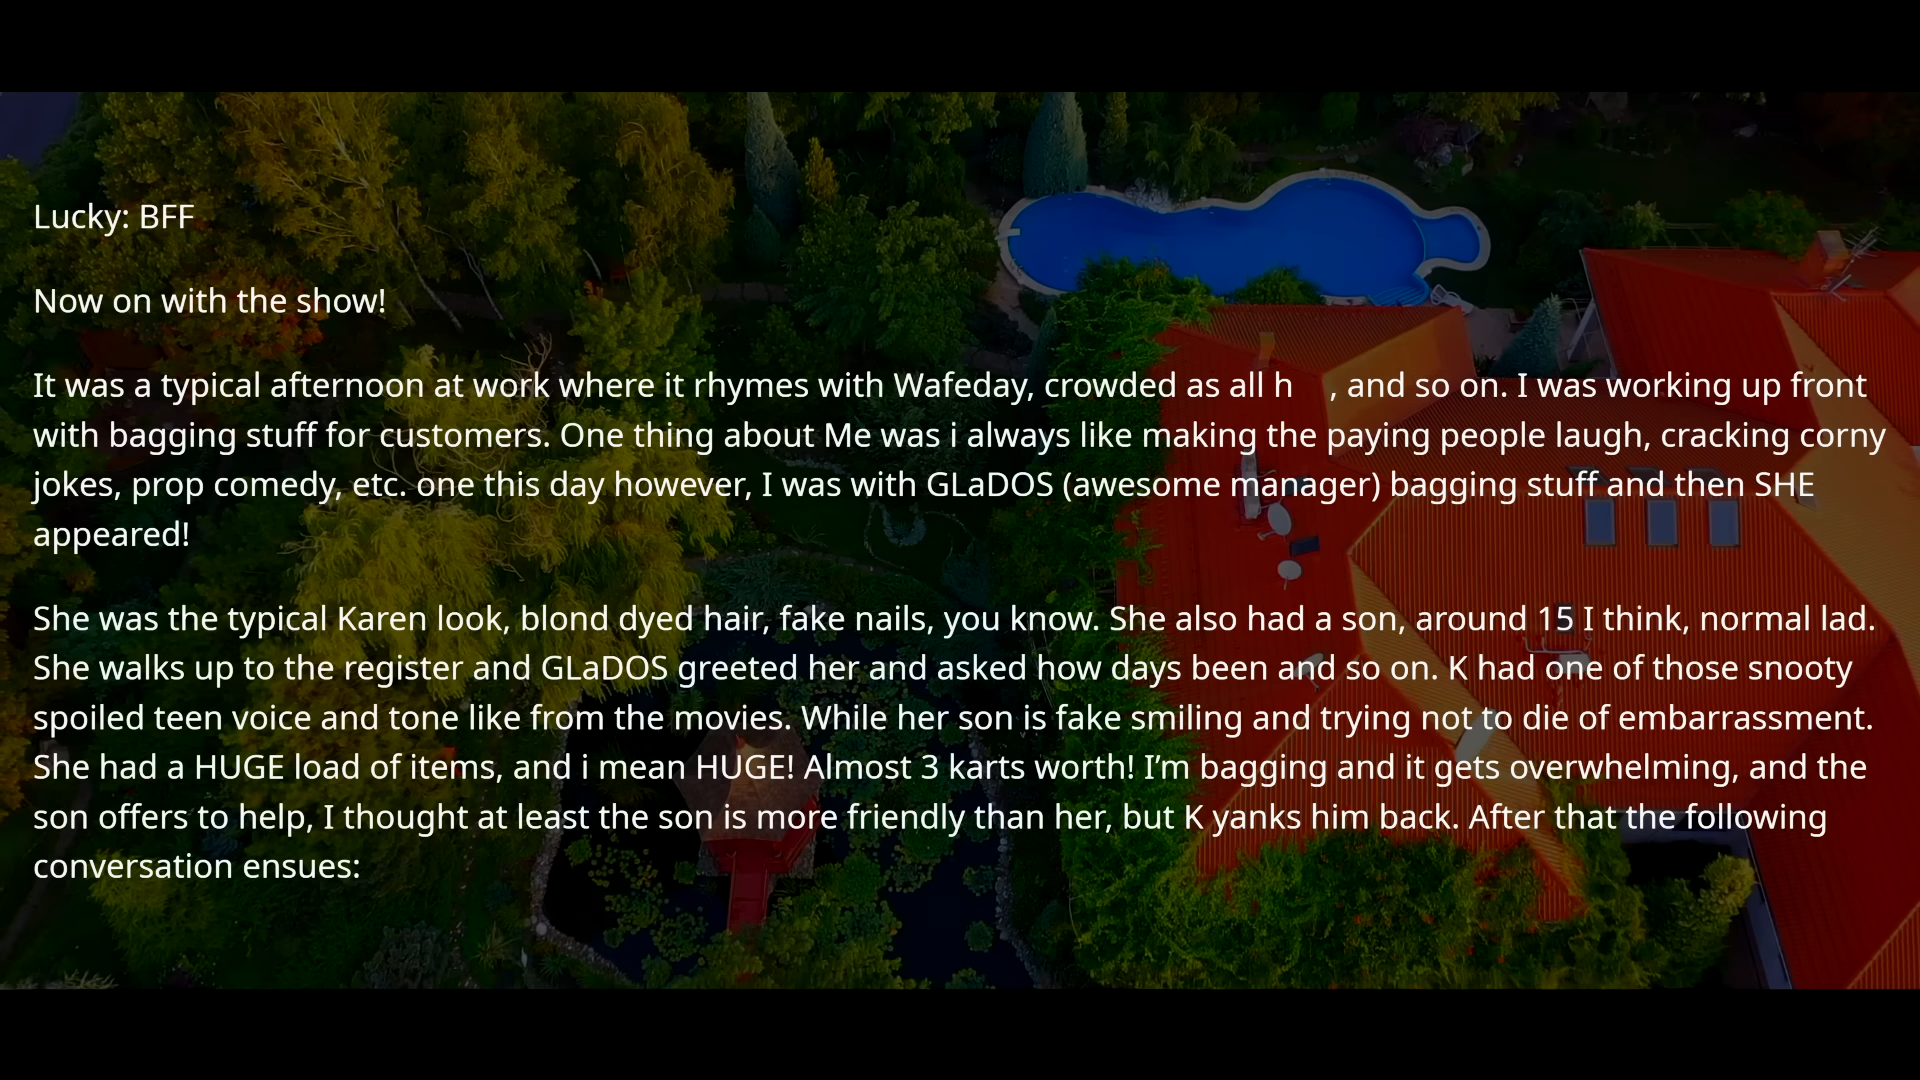 Lucky: BFF
Now on with the show!
It was a typical afternoon at work where it rhymes with Wafeday, crowded as all h    , and so on. I was working up front
with bagging stuff for customers. One thing about Me was i always like making the paying people laugh, cracking corny
jokes, prop comedy, etc. one this day however, I was with GLaDOS (awesome manager) bagging stuff and then SHE
appeared!
She was the typical Karen look, blond dyed hair, fake nails, you know. She also had a son, around 15 I think, normal lad.
She walks up to the register and GLaDOS greeted her and asked how days been and so on. K had one of those snooty
spoiled teen voice and tone like from the movies. While her son is fake smiling and trying not to die of embarrassment.
She had a HUGE load of items, and i mean HUGE! Almost 3 karts worth! I’m bagging and it gets overwhelming, and the
son offers to help, I thought at least the son is more friendly than her, but K yanks him back. After that the following
conversation ensues: